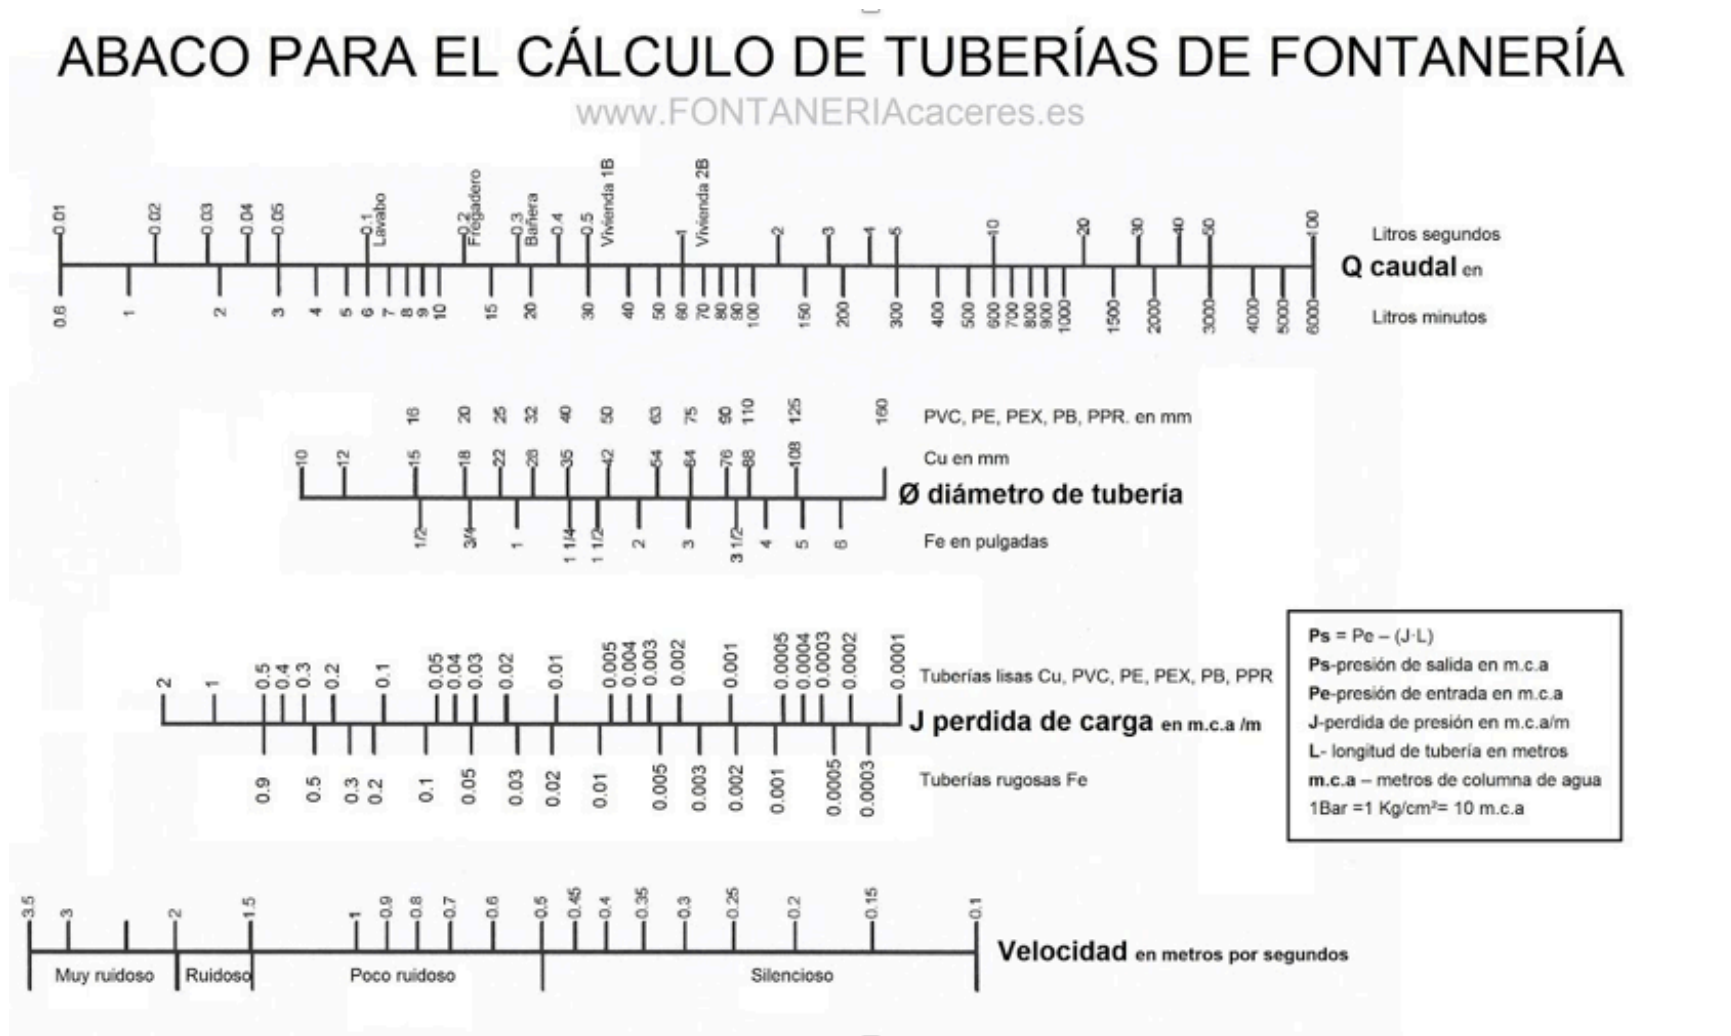 ABACO PARA EL CÁLCULO DE TUBERÍAS DE FONTANERÍA
www.FONTANERIAcaceres.es
0.01 0.02 0.03 0.04 0.05 0.1 Lavabo 0.2 Fregadero 0.3 Bañera 0.4 0.5 Vivienda 1B 1 Vivienda 2B 2 3 4 5 10 20 30 40 50 100
Litros segundos
Q caudal en
0.6 1 2 3 4 5 6 7 8 9 10 15 20 30 40 50 60 70 80 90 100 150 200 300 400 500 600 700 800 900 1000 1500 2000 3000 4000 5000 6000
Litros minutos
16 20 25 32 40 50 63 75 90 110 125 160
PVC, PE, PEX, PB, PPR. en mm
10 12 15 18 22 28 35 42 54 64 76 88 108
Cu en mm
Ø diámetro de tubería
1/2 3/4 1 1 1/4 1 1/2 2 3 3 1/2 4 5 6
Fe en pulgadas
2 1 0.5 0.4 0.3 0.2 0.1 0.05 0.04 0.03 0.02 0.01 0.005 0.004 0.003 0.002 0.001 0.0005 0.0004 0.0003 0.0002 0.0001
Tuberías lisas Cu, PVC, PE, PEX, PB, PPR
J perdida de carga en m.c.a /m
0.9 0.5 0.3 0.2 0.1 0.05 0.03 0.02 0.01 0.005 0.003 0.002 0.001 0.0005 0.0003
Tuberías rugosas Fe
Ps = Pe – (J·L)
Ps-presión de salida en m.c.a
Pe-presión de entrada en m.c.a
J-perdida de presión en m.c.a/m
L- longitud de tubería en metros
m.c.a – metros de columna de agua
1Bar =1 Kg/cm²= 10 m.c.a
3.5 3 2 1.5 1 0.9 0.8 0.7 0.6 0.5 0.45 0.4 0.35 0.3 0.25 0.2 0.15 0.1
Velocidad en metros por segundos
Muy ruidoso Ruidoso Poco ruidoso Silencioso